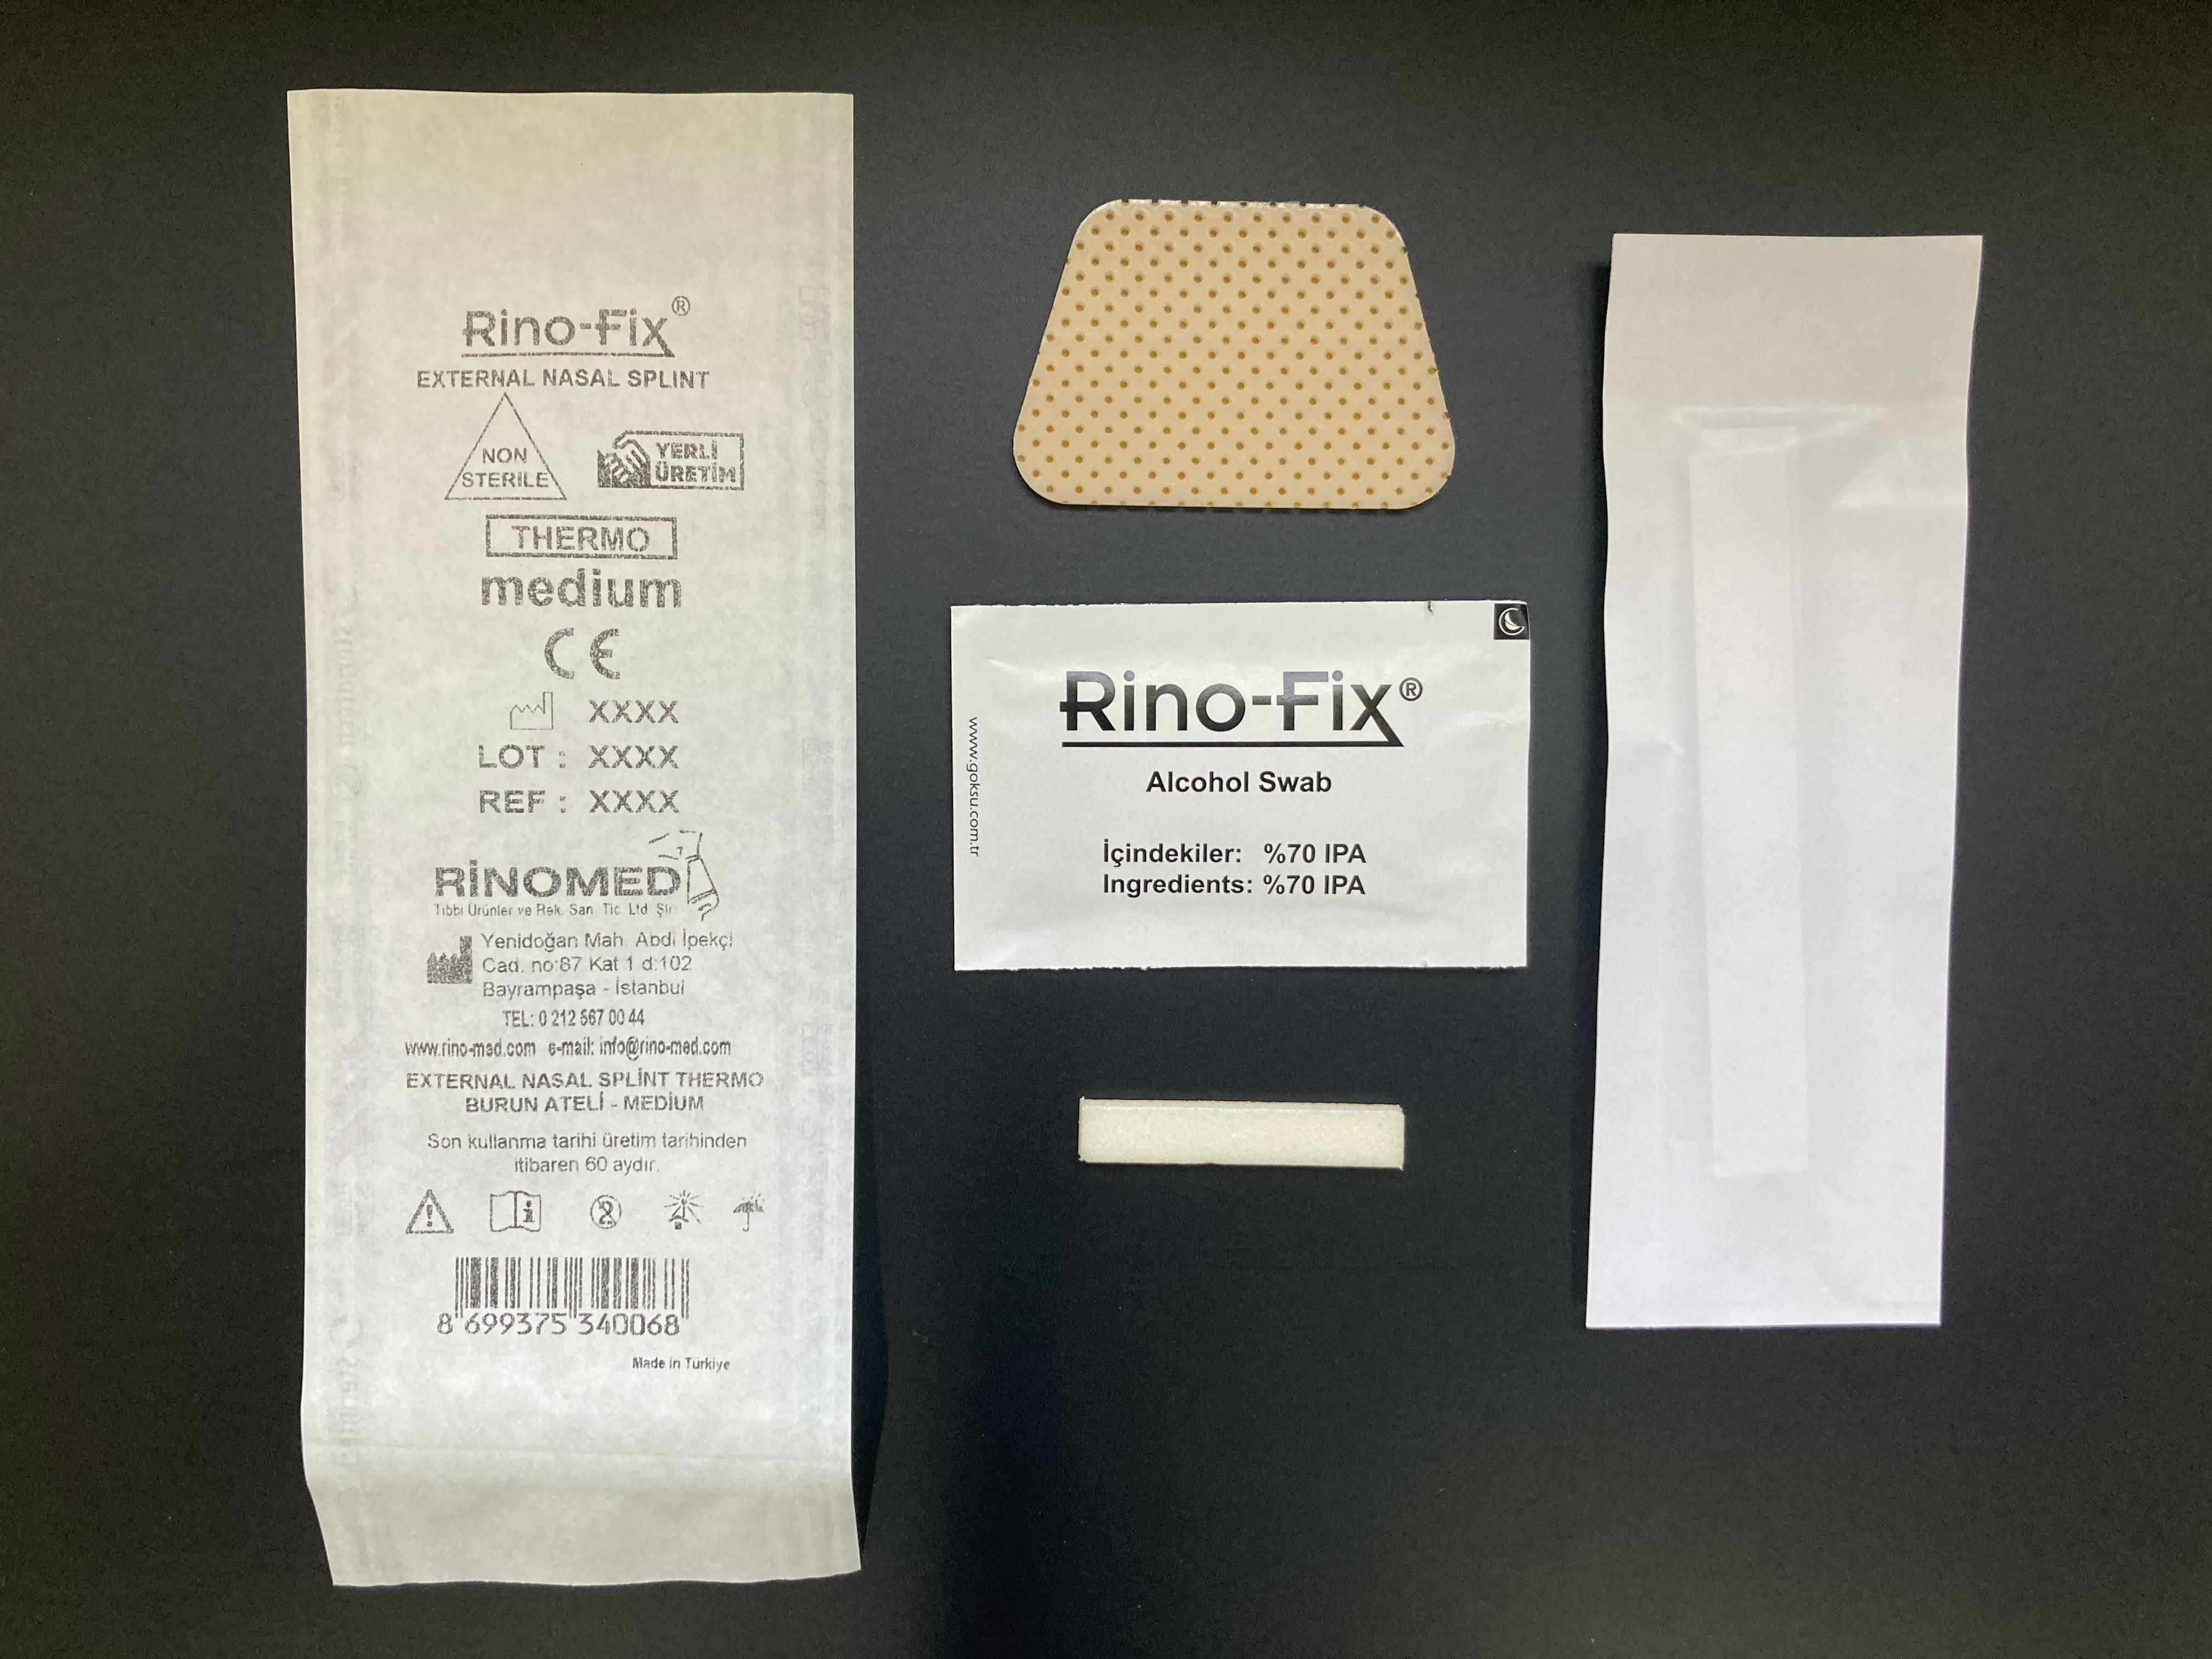 Rino-Fix®
EXTERNAL NASAL SPLINT
NON
STERILE
YERLİ
ÜRETİM
THERMO
medium
CE
XXXX
LOT : XXXX
REF : XXXX
RİNOMED
Tıbbi Ürünler ve Rek. San. Tic. Ltd. Şti.
Yenidoğan Mah. Abdi İpekçi
Cad. no:87 Kat 1 d:102
Bayrampaşa - İstanbul
TEL: 0 212 567 00 44
www.rino-med.com e-mail: info@rino-med.com
EXTERNAL NASAL SPLİNT THERMO
BURUN ATELİ - MEDİUM
Son kullanma tarihi üretim tarihinden
itibaren 60 aydır.
8 699375 340068
Made in Türkiye
Rino-Fix®
Alcohol Swab
İçindekiler: %70 IPA
Ingredients: %70 IPA
www.goksu.com.tr